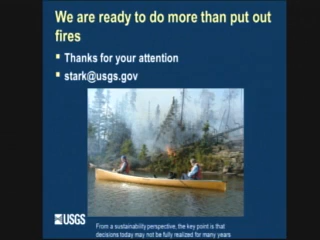 We are ready to do more than put out
fires
Thanks for your attention
stark@usgs.gov
USGS
From a sustainability perspective, the key point is that
decisions today may not be fully realized for many years